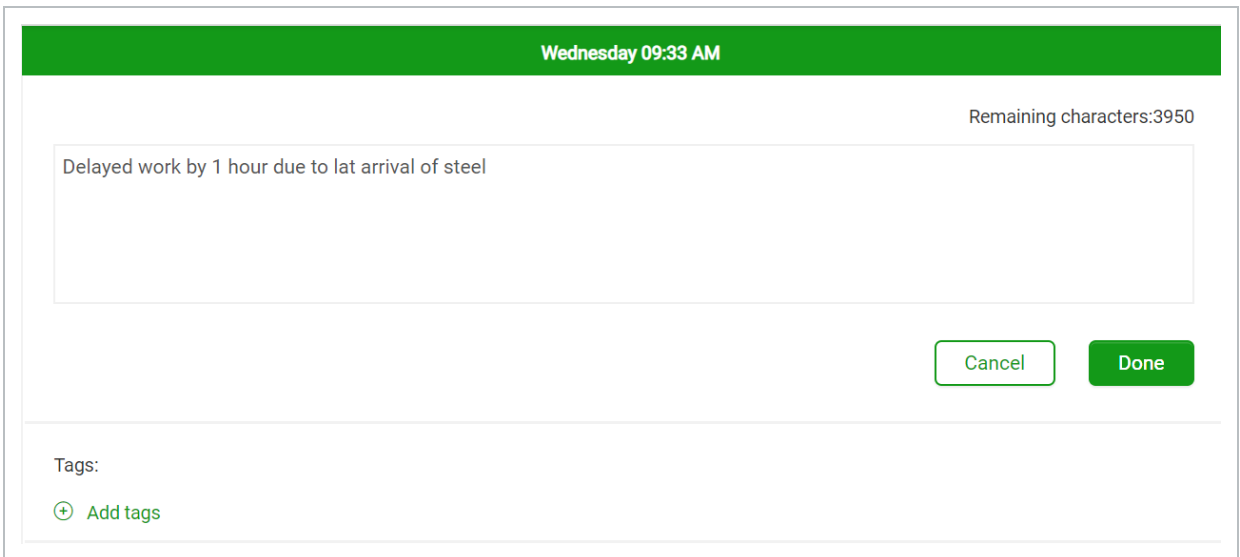 Wednesday 09:33 AM
Remaining characters:3950
Delayed work by 1 hour due to lat arrival of steel
Cancel Done
Tags:
Add tags